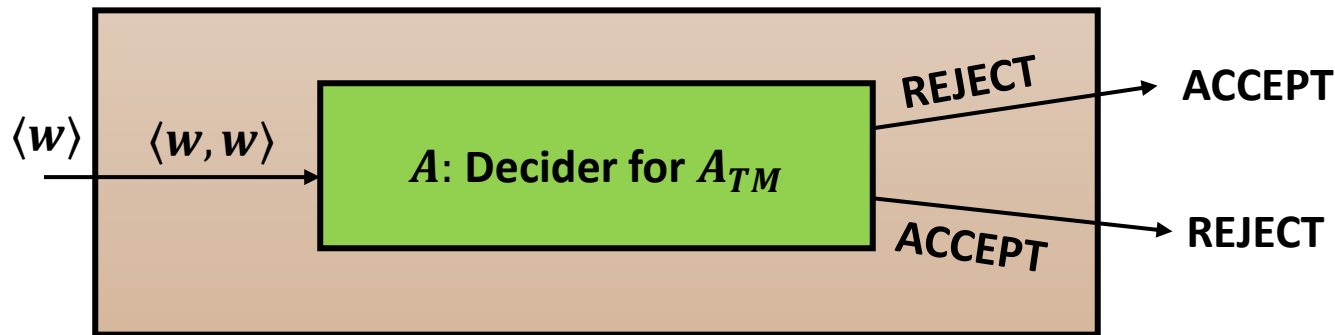 ⟨w⟩
⟨w, w⟩
A: Decider for A_TM
REJECT
ACCEPT
ACCEPT
REJECT